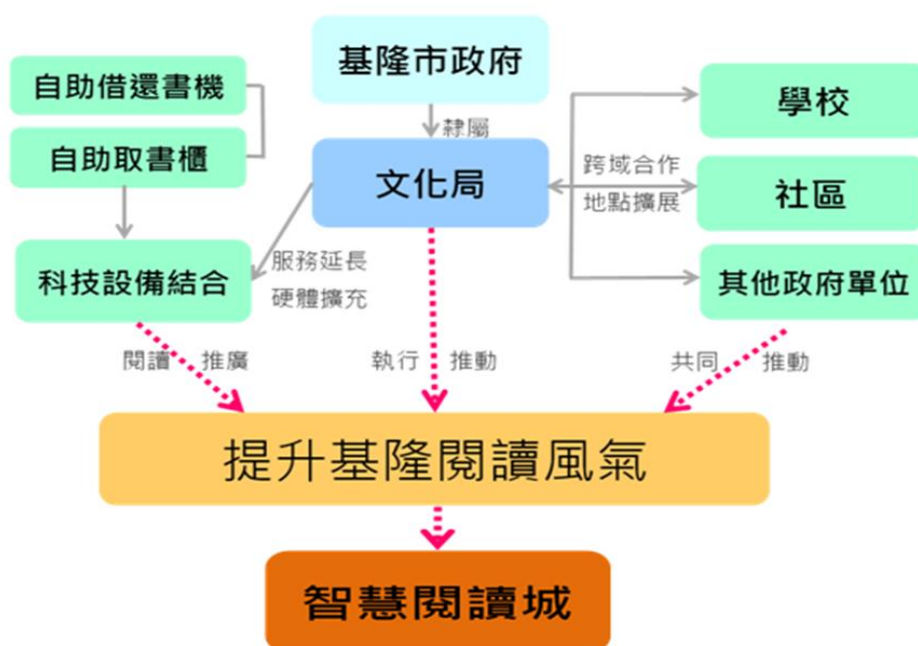 基隆市政府
自助借還書機
自助取書櫃
隸屬
文化局
跨域合作
地點擴展
學校
社區
其他政府單位
科技設備結合
服務延長
硬體擴充
閱讀 推廣
執行 推動
共同 推動
提升基隆閱讀風氣
智慧閱讀城